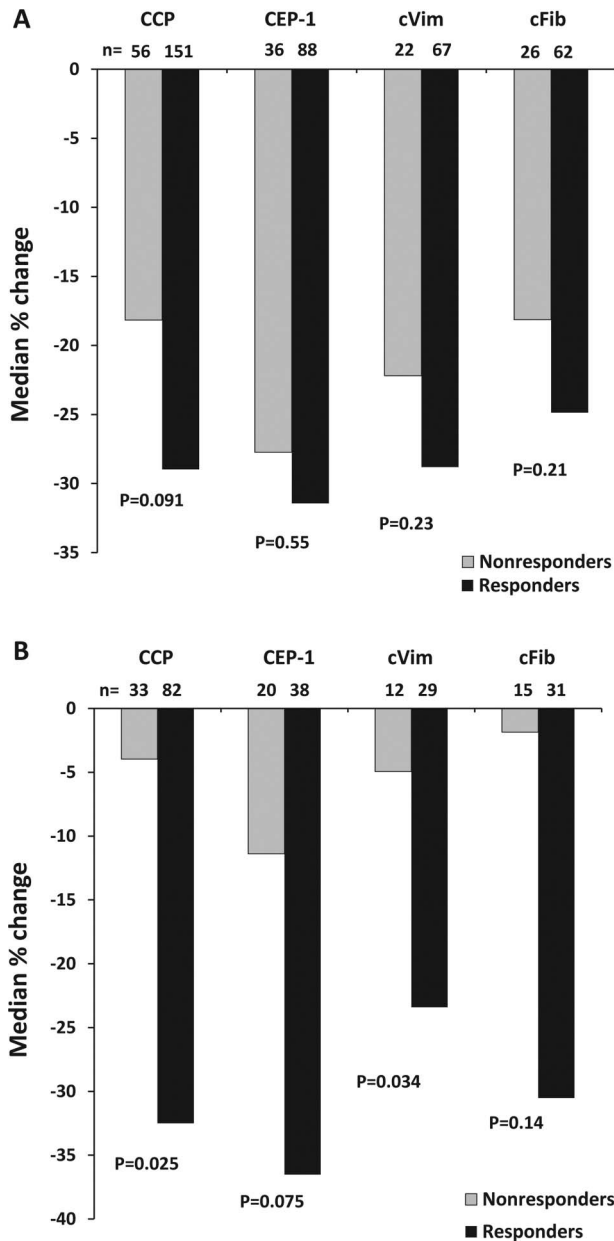 A
CCP CEP-1 cVim cFib
n= 56 151 36 88 22 67 26 62
0
-5
-10
-15
-20
-25
-30
-35
Median % change
P=0.091
P=0.55
P=0.23
P=0.21
Nonresponders
Responders
B
CCP CEP-1 cVim cFib
n= 33 82 20 38 12 29 15 31
0
-5
-10
-15
-20
-25
-30
-35
-40
Median % change
P=0.025
P=0.075
P=0.034
P=0.14
Nonresponders
Responders